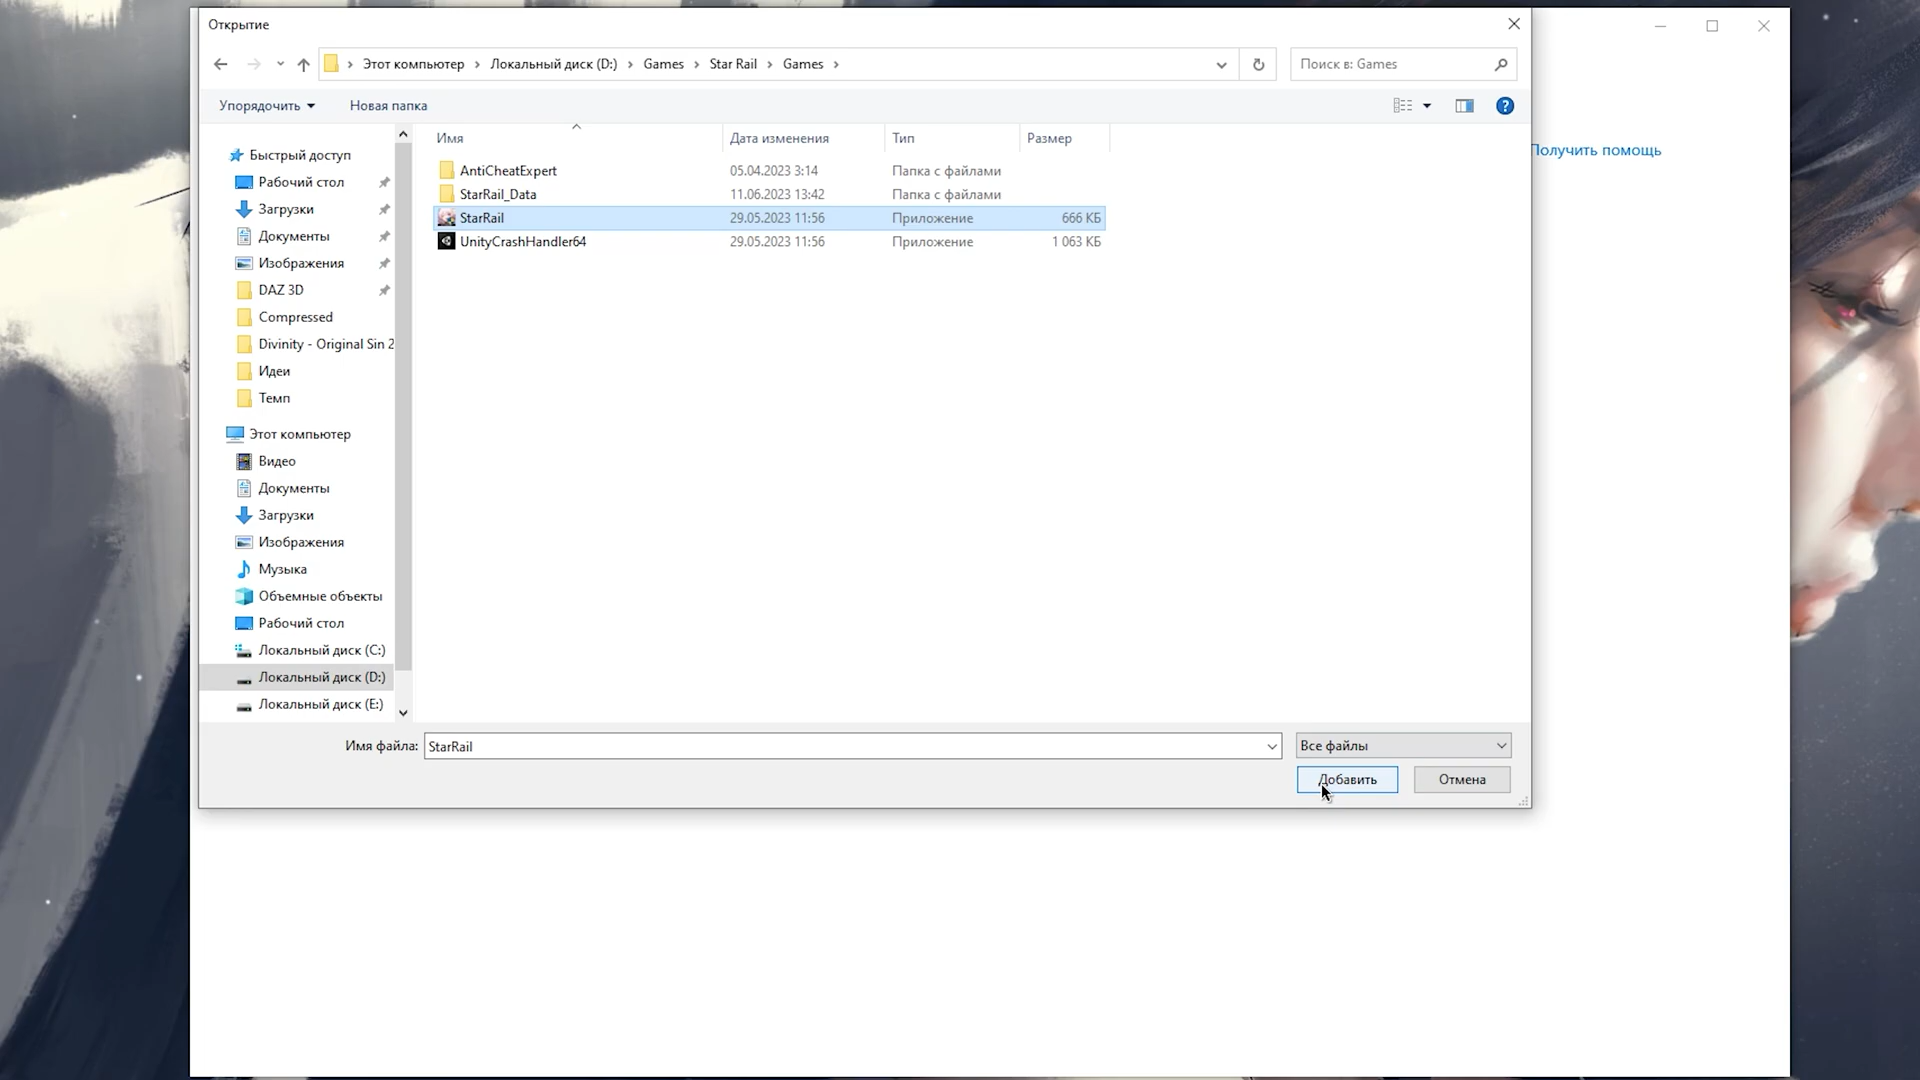 Открытие
Этот компьютер > Локальный диск (D:) > Games > Star Rail > Games >
Поиск в: Games
Упорядочить
Новая папка
Имя
Дата изменения
Тип
Размер
AntiCheatExpert 05.04.2023 3:14 Папка с файлами
StarRail_Data 11.06.2023 13:42 Папка с файлами
StarRail 29.05.2023 11:56 Приложение 666 КБ
UnityCrashHandler64 29.05.2023 11:56 Приложение 1 063 КБ
Быстрый доступ
Рабочий стол
Загрузки
Документы
Изображения
DAZ 3D
Compressed
Divinity - Original Sin 2
Идеи
Темп
Этот компьютер
Видео
Документы
Загрузки
Изображения
Музыка
Объемные объекты
Рабочий стол
Локальный диск (C:)
Локальный диск (D:)
Локальный диск (E:)
Получить помощь
Имя файла: StarRail
Все файлы
Добавить
Отмена